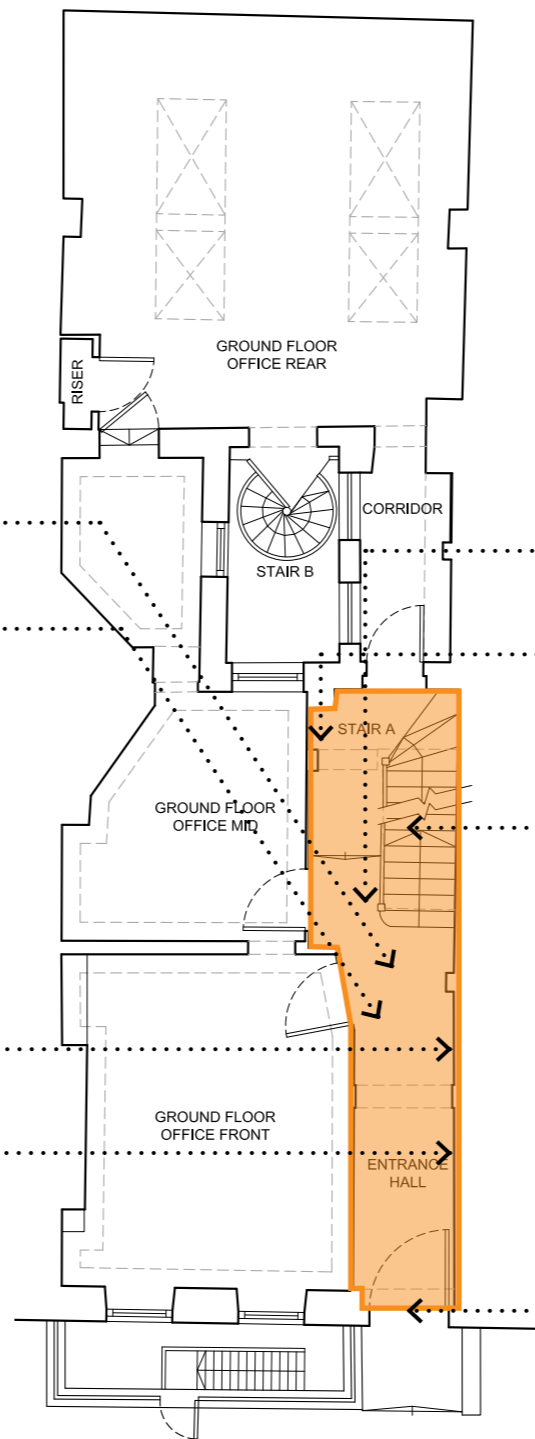 GROUND FLOOR
OFFICE REAR
RISER
CORRIDOR
STAIR B
STAIR A
GROUND FLOOR
OFFICE MID
GROUND FLOOR
OFFICE FRONT
ENTRANCE
HALL